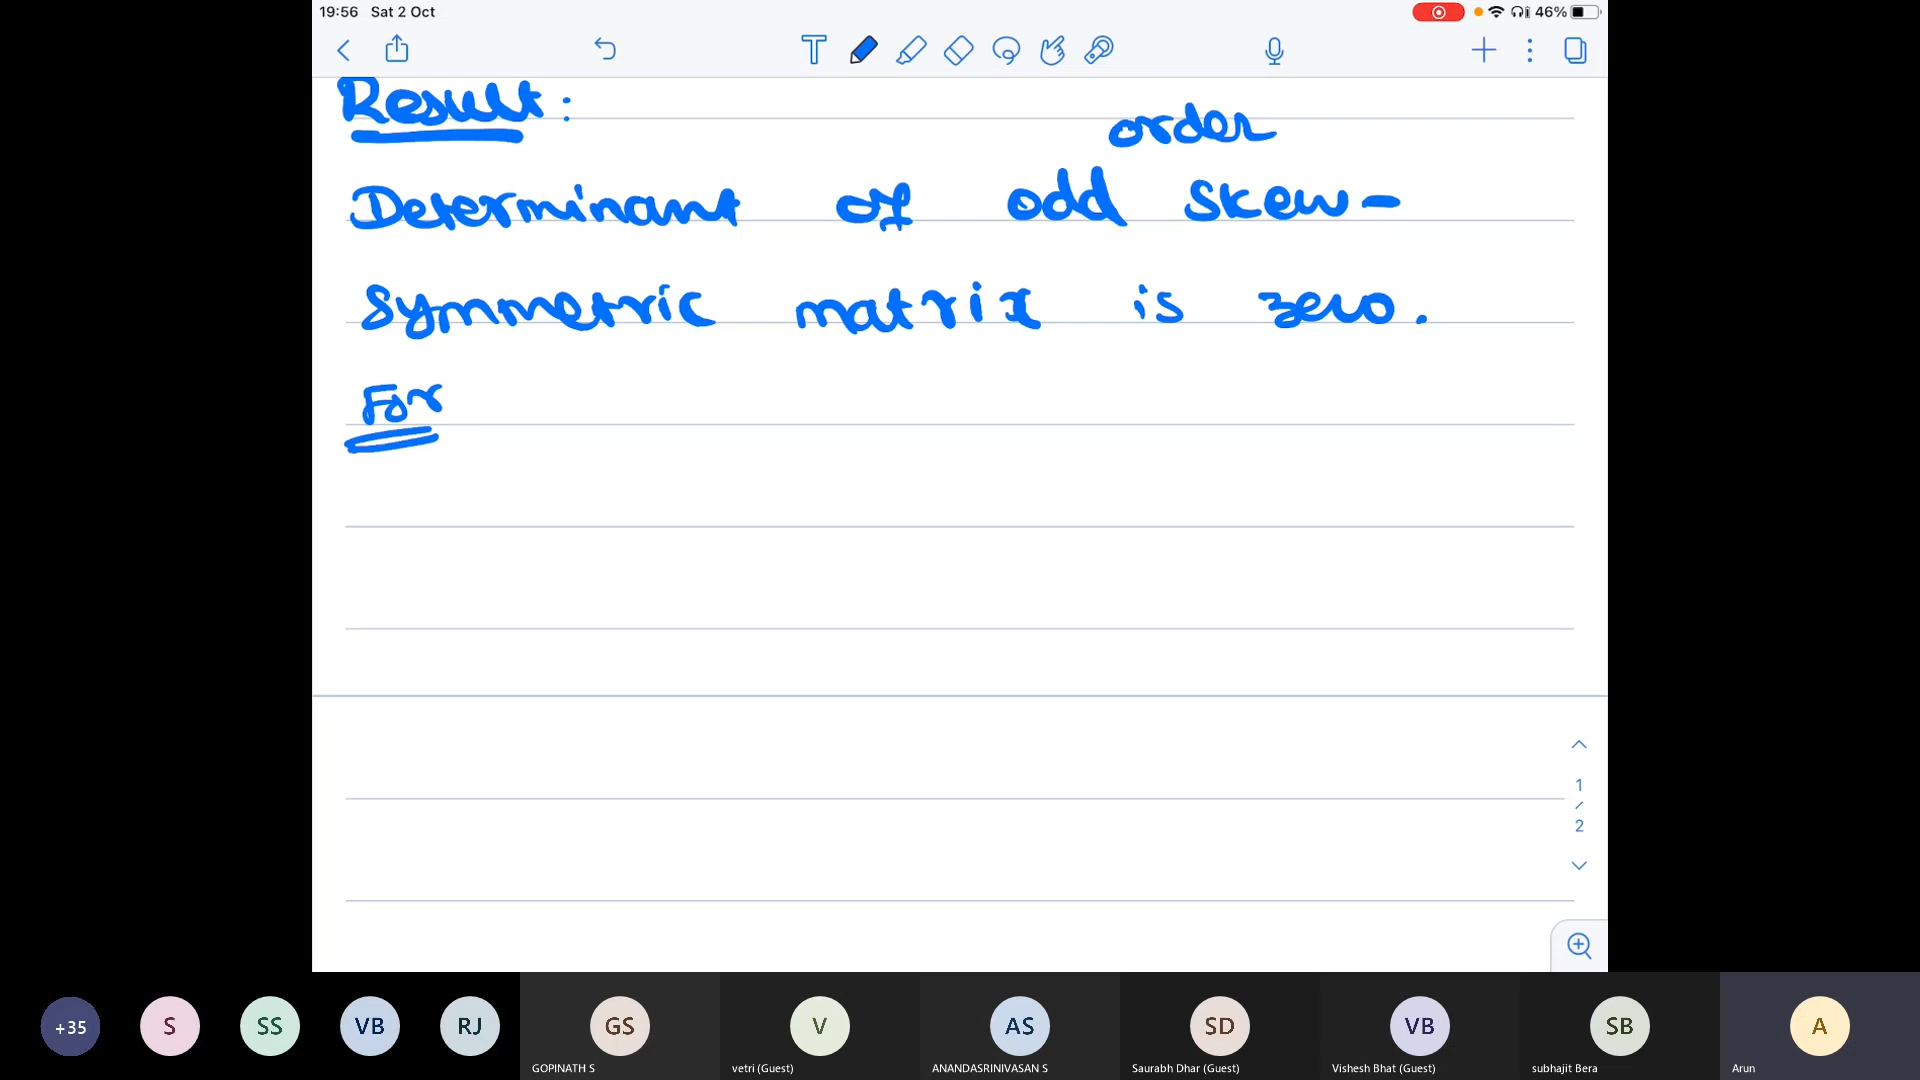 19:56 Sat 2 Oct
46%
Result:
order
Determinant of odd skew-
symmetric matrix is zero.
For
1
2
+35
S
SS
VB
RJ
GS
V
AS
SD
VB
SB
A
GOPINATH S
vetri (Guest)
ANANDASRINIVASAN S
Saurabh Dhar (Guest)
Vishesh Bhat (Guest)
subhajit Bera
Arun